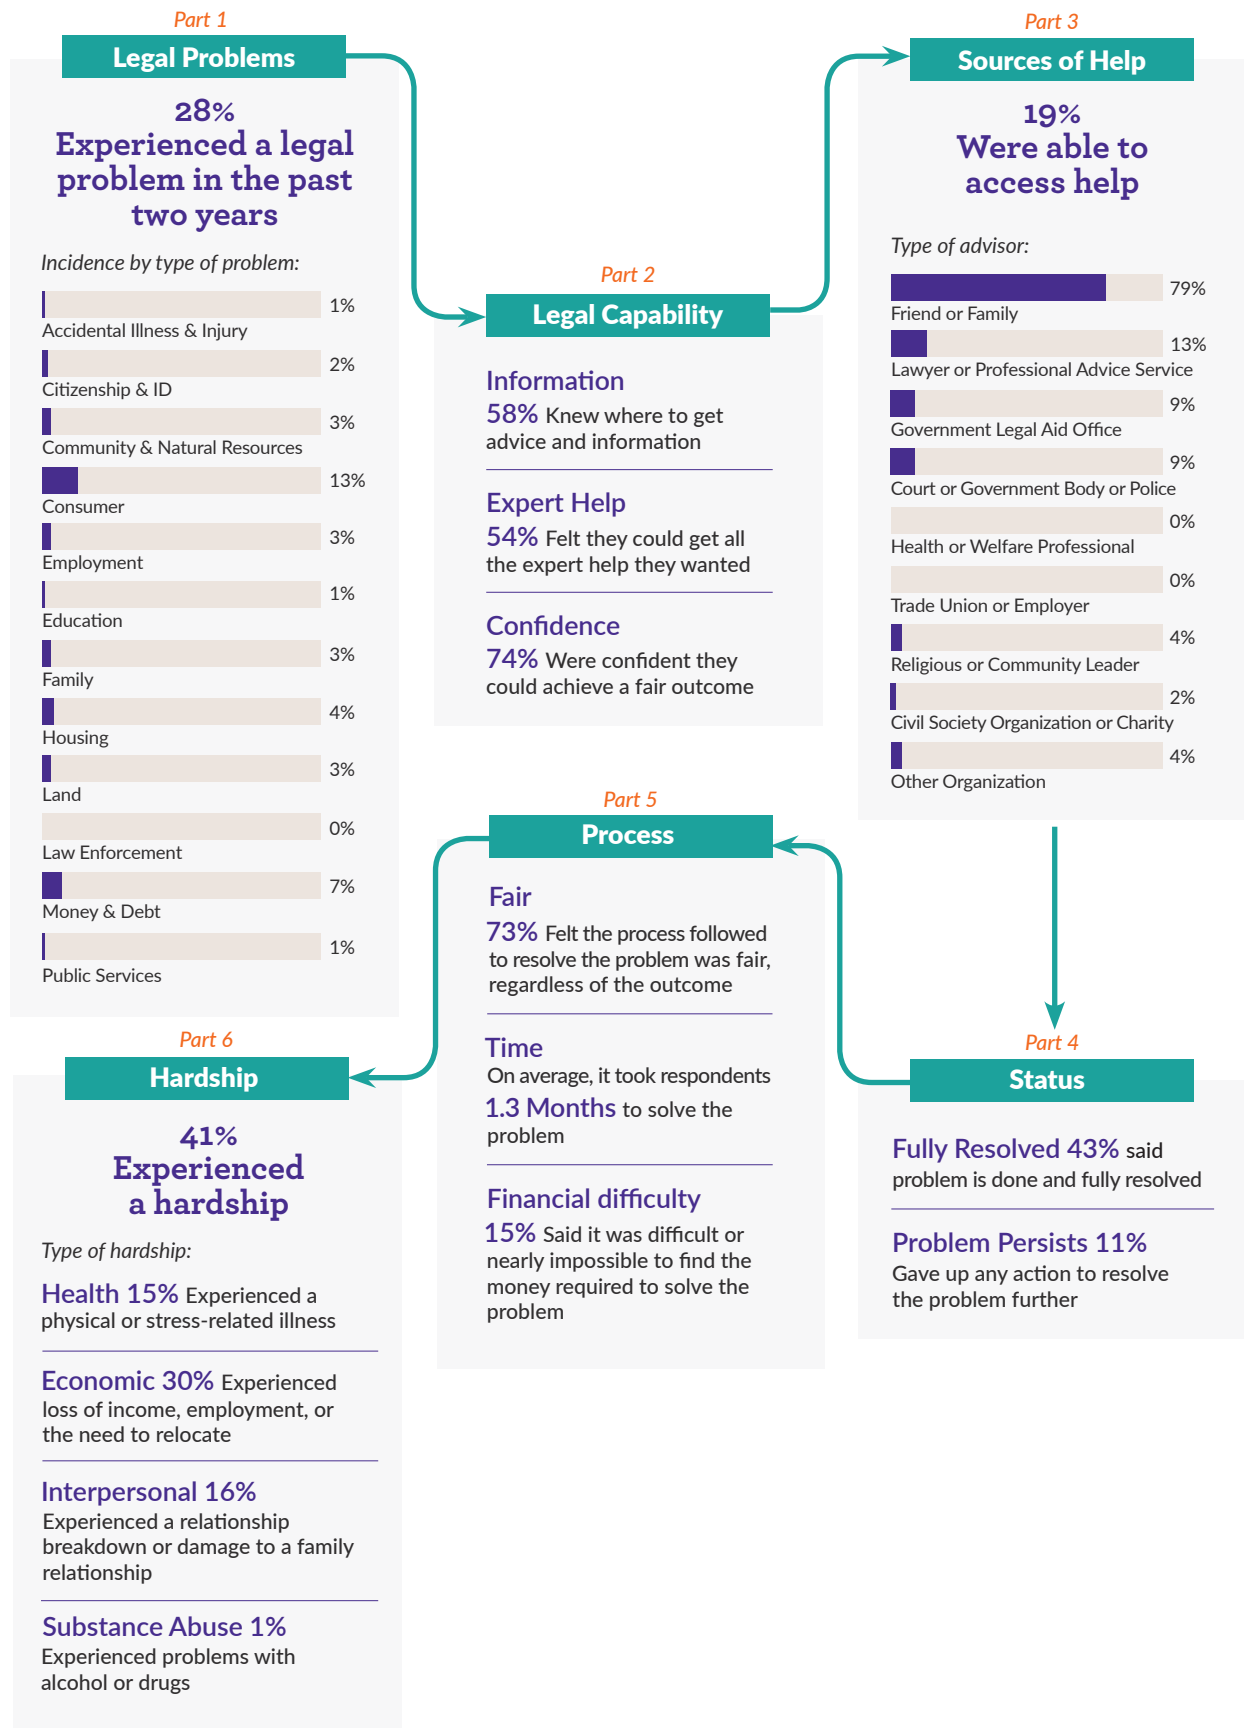 Part 1
Legal Problems
28%
Experienced a legal
problem in the past
two years
Incidence by type of problem:
1%
Accidental Illness & Injury
2%
Citizenship & ID
3%
Community & Natural Resources
13%
Consumer
3%
Employment
1%
Education
3%
Family
4%
Housing
3%
Land
0%
Law Enforcement
7%
Money & Debt
1%
Public Services
Part 2
Legal Capability
Information
58% Knew where to get
advice and information
Expert Help
54% Felt they could get all
the expert help they wanted
Confidence
74% Were confident they
could achieve a fair outcome
Part 3
Sources of Help
19%
Were able to
access help
Type of advisor:
79%
Friend or Family
13%
Lawyer or Professional Advice Service
9%
Government Legal Aid Office
9%
Court or Government Body or Police
0%
Health or Welfare Professional
0%
Trade Union or Employer
4%
Religious or Community Leader
2%
Civil Society Organization or Charity
4%
Other Organization
Part 4
Status
Fully Resolved 43% said
problem is done and fully resolved
Problem Persists 11%
Gave up any action to resolve
the problem further
Part 5
Process
Fair
73% Felt the process followed
to resolve the problem was fair,
regardless of the outcome
Time
On average, it took respondents
1.3 Months to solve the
problem
Financial difficulty
15% Said it was difficult or
nearly impossible to find the
money required to solve the
problem
Part 6
Hardship
41%
Experienced
a hardship
Type of hardship:
Health 15% Experienced a
physical or stress-related illness
Economic 30% Experienced
loss of income, employment, or
the need to relocate
Interpersonal 16%
Experienced a relationship
breakdown or damage to a family
relationship
Substance Abuse 1%
Experienced problems with
alcohol or drugs